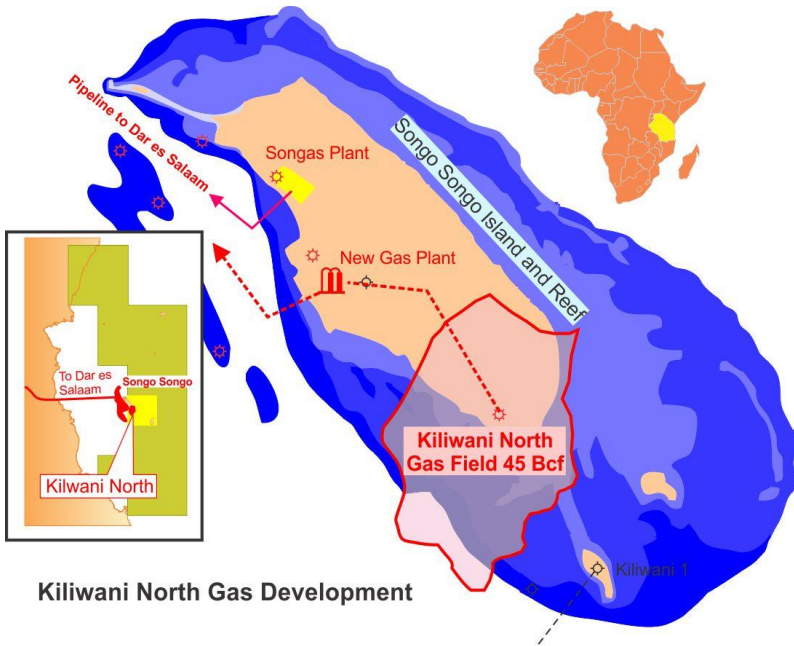 Pipeline to Dar es Salaam
Songas Plant
Songo Songo Island and Reef
New Gas Plant
Kiliwani North
Gas Field 45 Bcf
To Dar es
Salaam
Songo Songo
Kilwani North
Kiliwani 1
Kiliwani North Gas Development